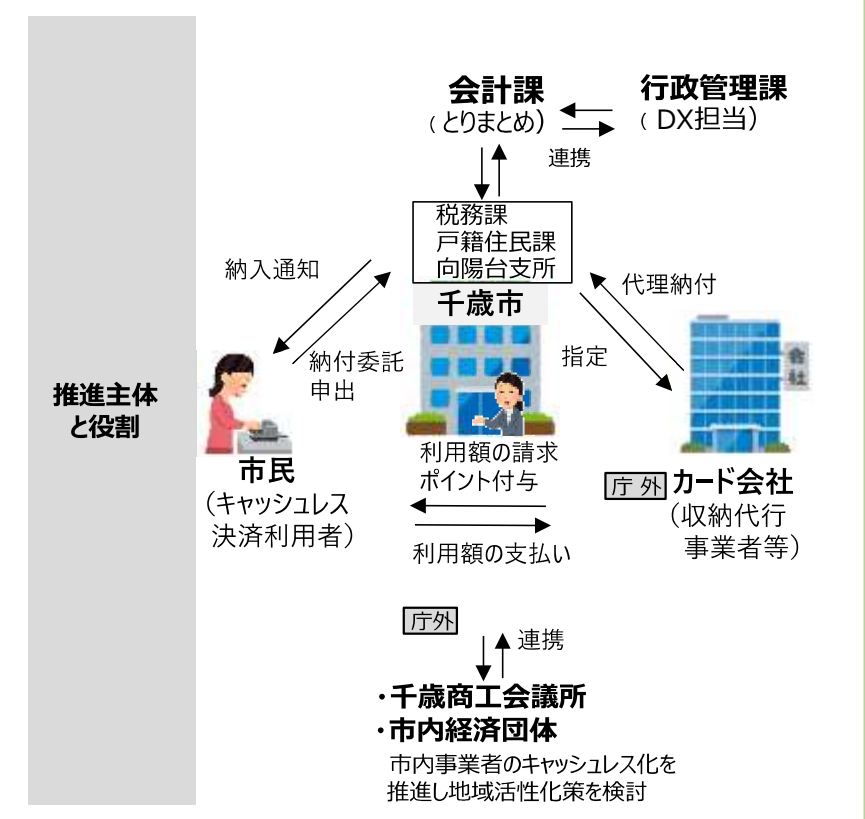 推進主体
と役割
会計課
（とりまとめ）
行政管理課
（DX担当）
連携
税務課
戸籍住民課
向陽台支所
千歳市
納入通知
納付委託
申出
代理納付
指定
会社
市民
（キャッシュレス
決済利用者）
利用額の請求
ポイント付与
利用額の支払い
庁外
カード会社
（収納代行
事業者等）
庁外
連携
・千歳商工会議所
・市内経済団体
市内事業者のキャッシュレス化を
推進し地域活性化策を検討